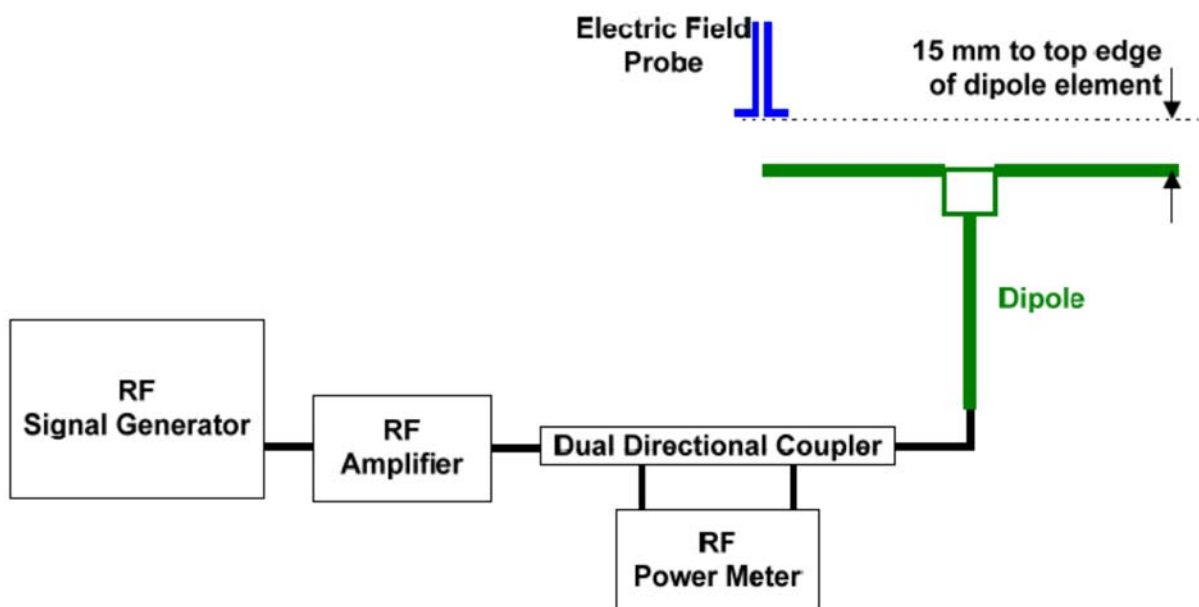 Electric Field
Probe
15 mm to top edge
of dipole element
Dipole
RF
Signal Generator
RF
Amplifier
Dual Directional Coupler
RF
Power Meter